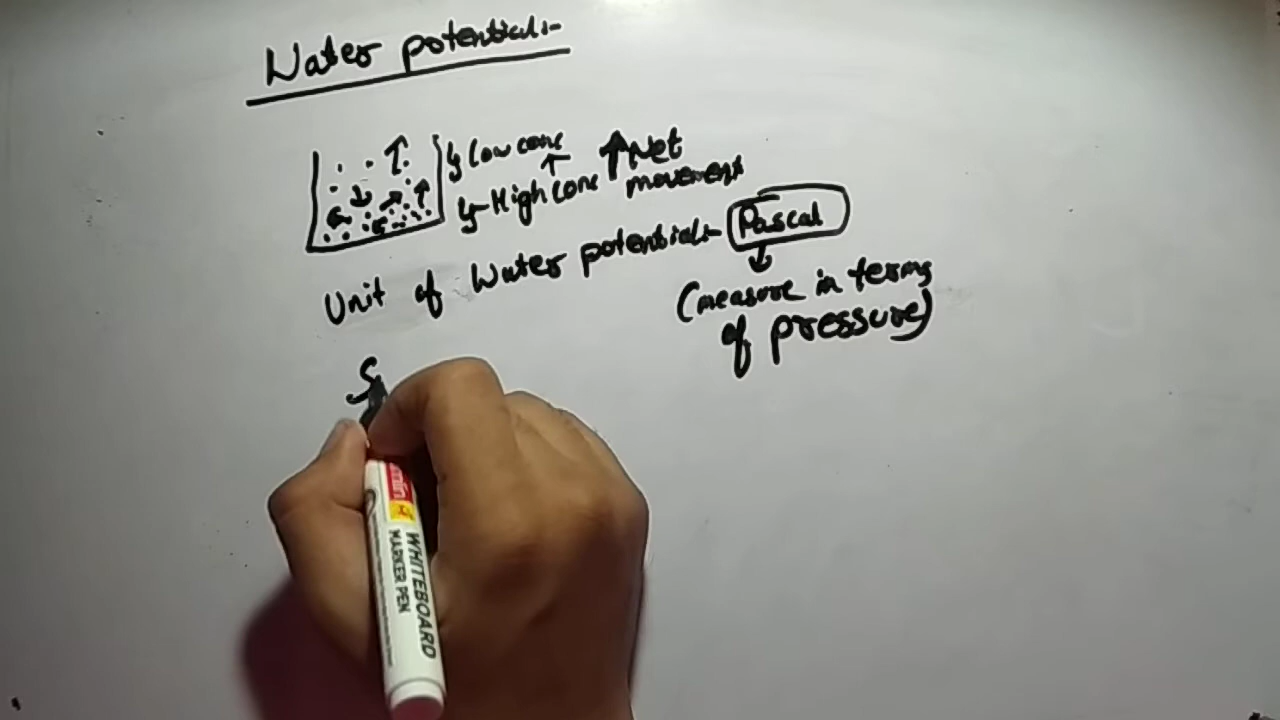 Water potential:-
Low conc
↑ Net
High conc movement
Unit of Water potential:- Pascal
(measure in terms
of pressure)
S
WHITEBOARD
MARKER PEN